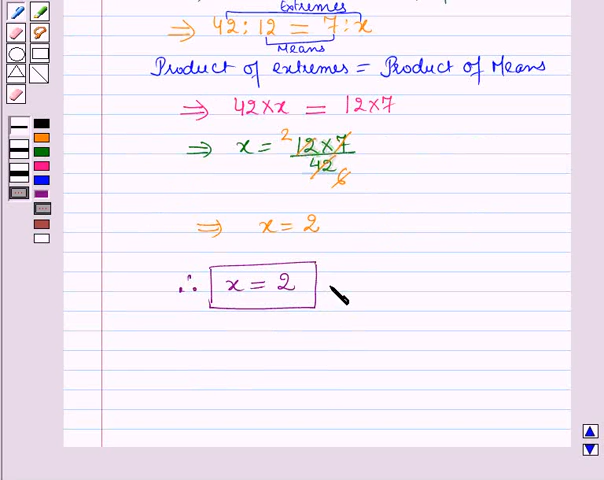 Extremes
⇒ 42 : 12 = 7 : x
Means
Product of extremes = Product of Means
⇒ 42 × x = 12 × 7
⇒ x = 2 12 × 7 / 42 6
⇒ x = 2
∴ x = 2